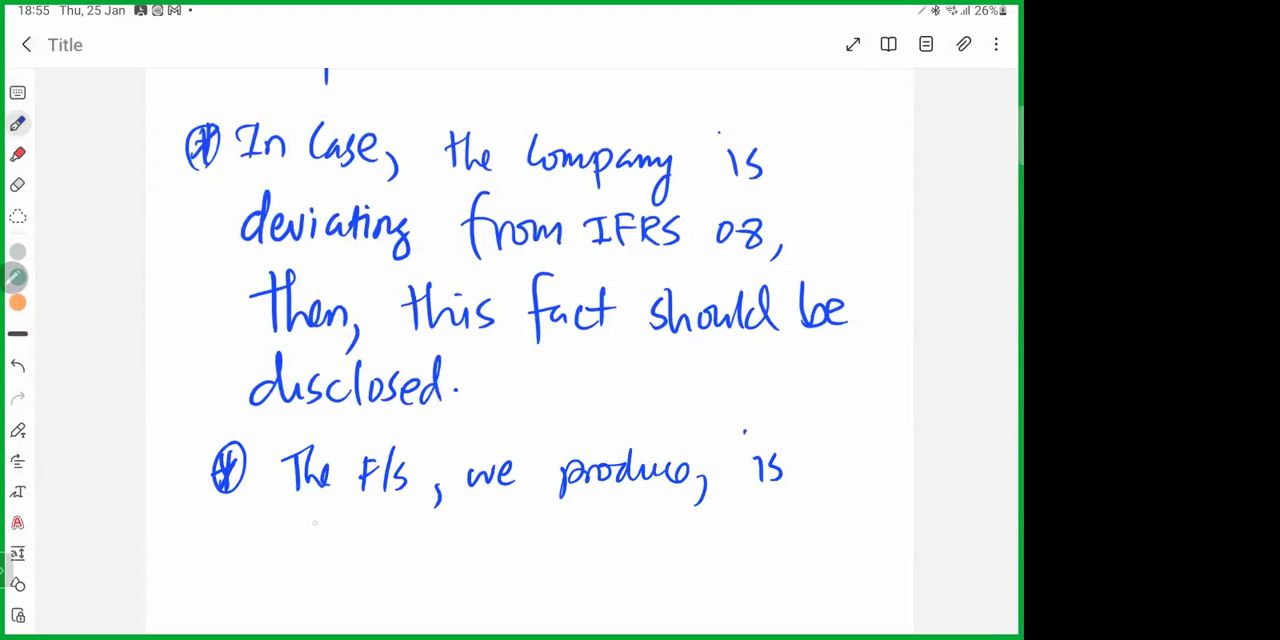 18:55 Thu, 25 Jan
26%
Title
In Case, the Company is
deviating from IFRS 08,
then, this fact should be
disclosed.
The F/S, we produce, is